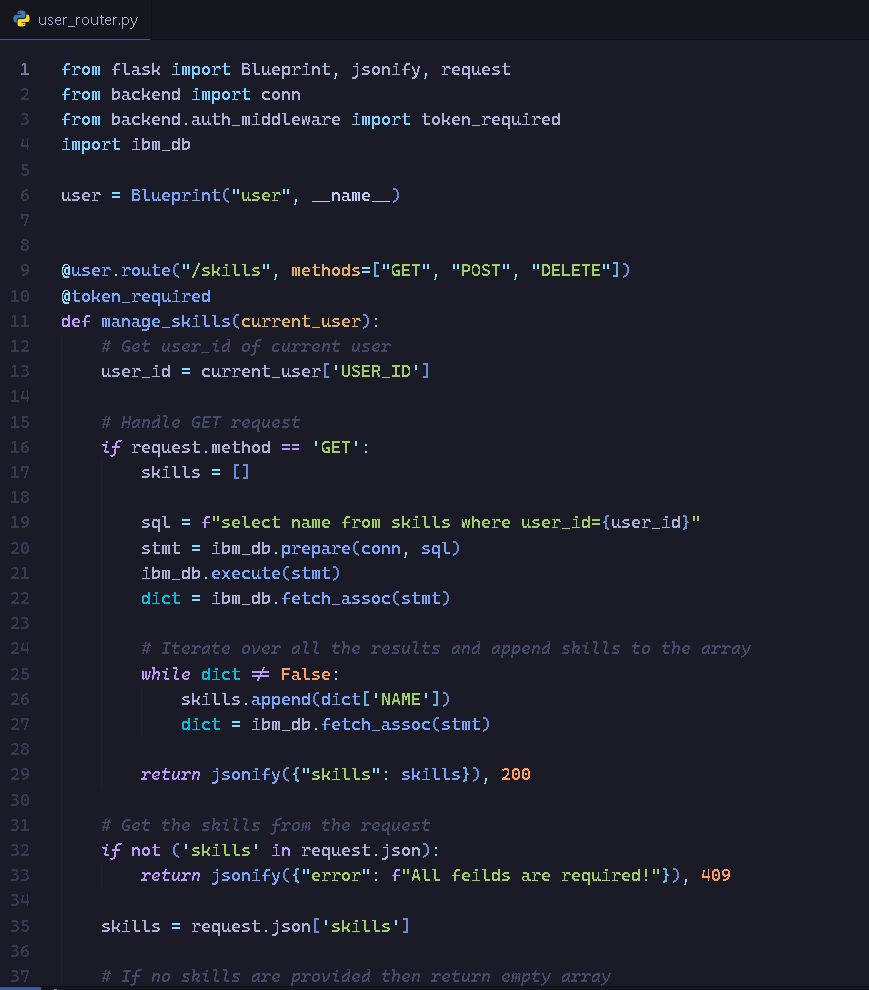 user_router.py
1 from flask import Blueprint, jsonify, request
2 from backend import conn
3 from backend.auth_middleware import token_required
4 import ibm_db
5
6 user = Blueprint("user", __name__)
7
8
9 @user.route("/skills", methods=["GET", "POST", "DELETE"])
10 @token_required
11 def manage_skills(current_user):
12     # Get user_id of current user
13     user_id = current_user['USER_ID']
14
15     # Handle GET request
16     if request.method == 'GET':
17         skills = []
18
19         sql = f"select name from skills where user_id={user_id}"
20         stmt = ibm_db.prepare(conn, sql)
21         ibm_db.execute(stmt)
22         dict = ibm_db.fetch_assoc(stmt)
23
24         # Iterate over all the results and append skills to the array
25         while dict ≠ False:
26             skills.append(dict['NAME'])
27             dict = ibm_db.fetch_assoc(stmt)
28
29         return jsonify({"skills": skills}), 200
30
31     # Get the skills from the request
32     if not ('skills' in request.json):
33         return jsonify({"error": f"All feilds are required!"}), 409
34
35     skills = request.json['skills']
36
37     # If no skills are provided then return empty array